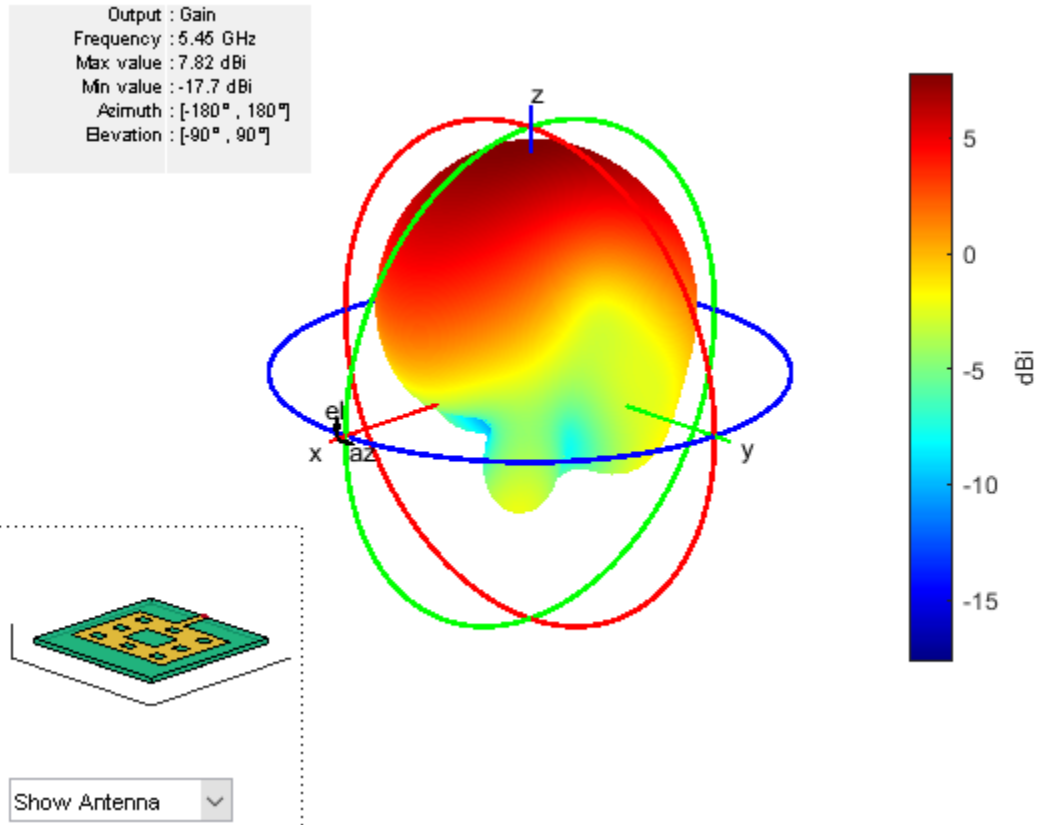 Output : Gain
Frequency : 5.45 GHz
Max value : 7.82 dBi
Min value : -17.7 dBi
Azimuth : [-180° , 180°]
Elevation : [-90° , 90°]
z
x
el
az
y
5
0
-5
-10
-15
dBi
Show Antenna